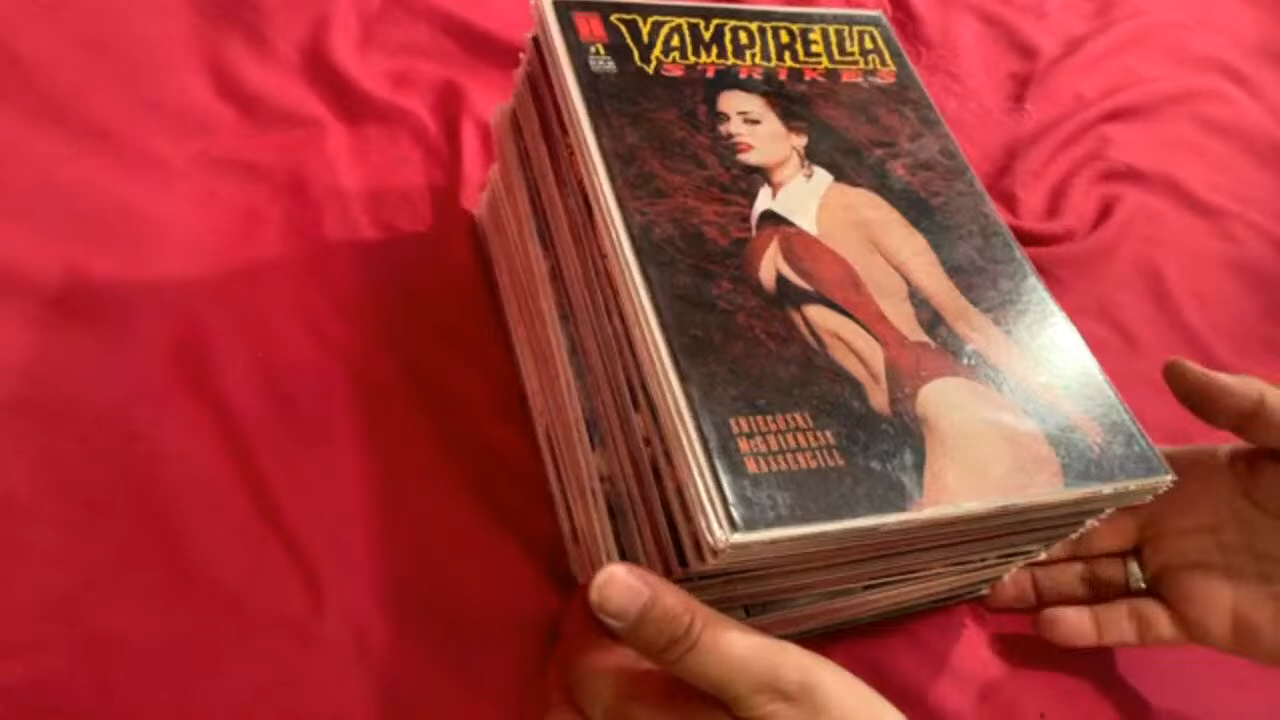 #1
VAMPIRELLA
STRIKES
SNIEGOSKI
McGUINNESS
MASSENGILL